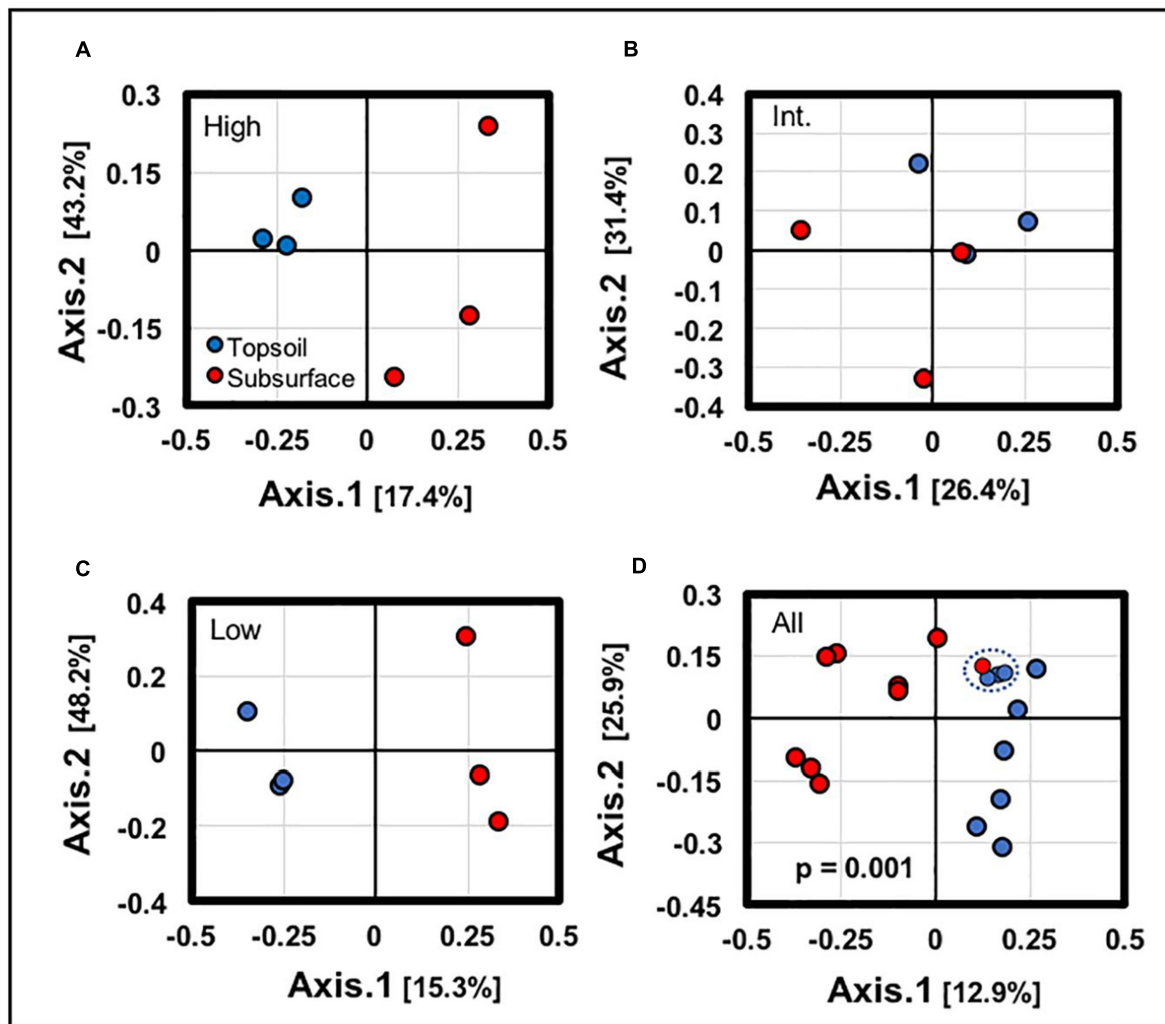 A
High
Topsoil
Subsurface
0.3
0.15
0
-0.15
-0.3
-0.5 -0.25 0 0.25 0.5
Axis.2 [43.2%]
Axis.1 [17.4%]
B
Int.
0.4
0.3
0.2
0.1
0
-0.1
-0.2
-0.3
-0.4
-0.5 -0.25 0 0.25 0.5
Axis.2 [31.4%]
Axis.1 [26.4%]
C
Low
0.4
0.2
0
-0.2
-0.4
-0.5 -0.25 0 0.25 0.5
Axis.2 [48.2%]
Axis.1 [15.3%]
D
All
p = 0.001
0.3
0.15
0
-0.15
-0.3
-0.45
-0.5 -0.25 0 0.25 0.5
Axis.2 [25.9%]
Axis.1 [12.9%]